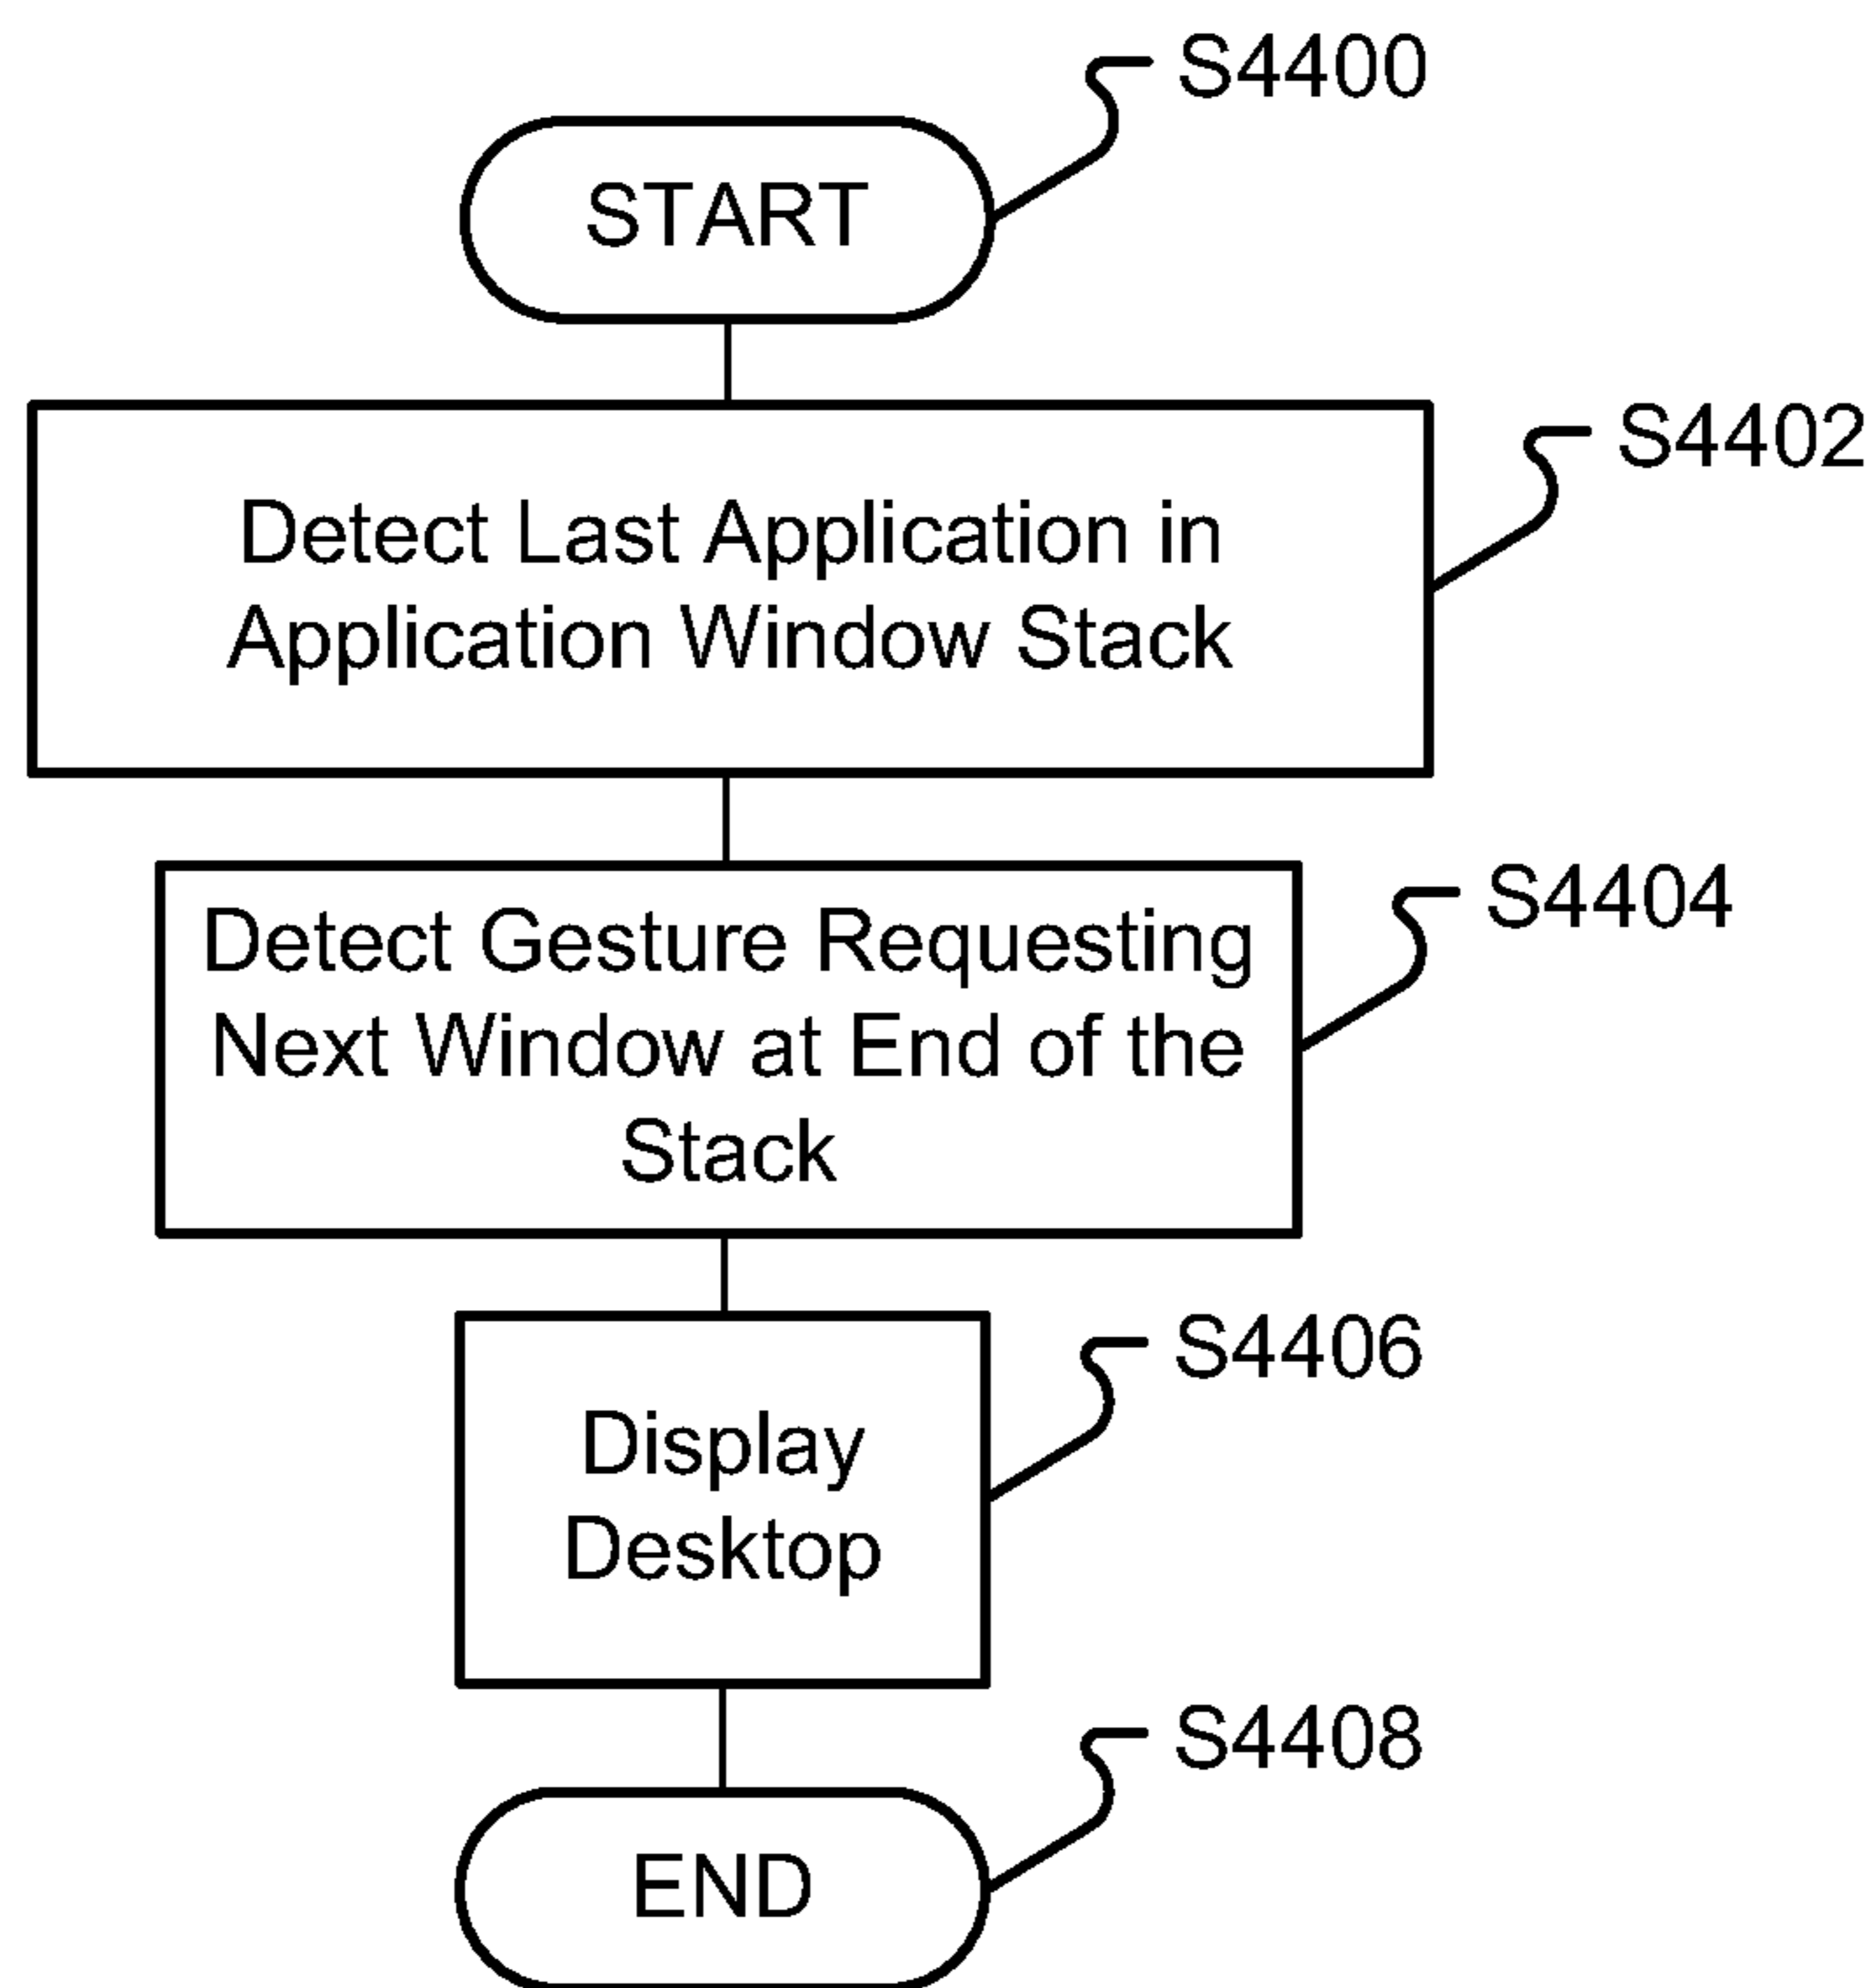 S4400
START
S4402
Detect Last Application in
Application Window Stack
S4404
Detect Gesture Requesting
Next Window at End of the
Stack
S4406
Display
Desktop
S4408
END